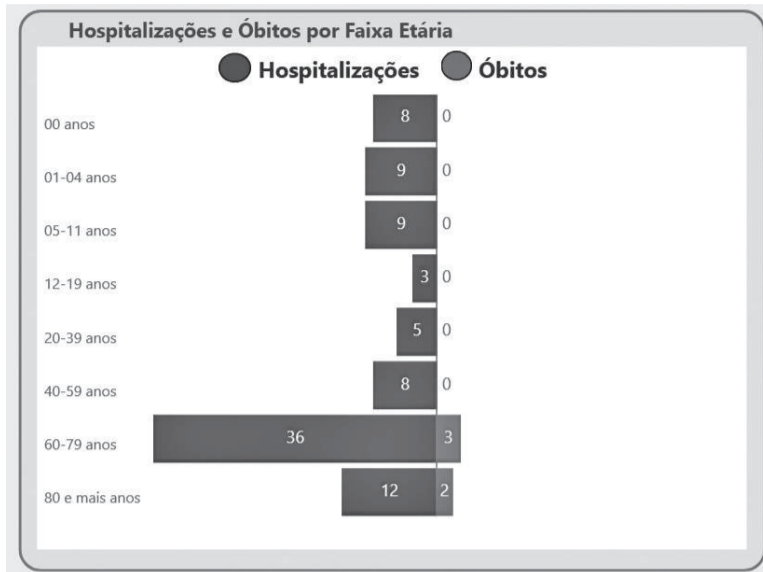 Hospitalizações e Óbitos por Faixa Etária
Hospitalizações Óbitos
00 anos 8 0
01-04 anos 9 0
05-11 anos 9 0
12-19 anos 3 0
20-39 anos 5 0
40-59 anos 8 0
60-79 anos 36 3
80 e mais anos 12 2